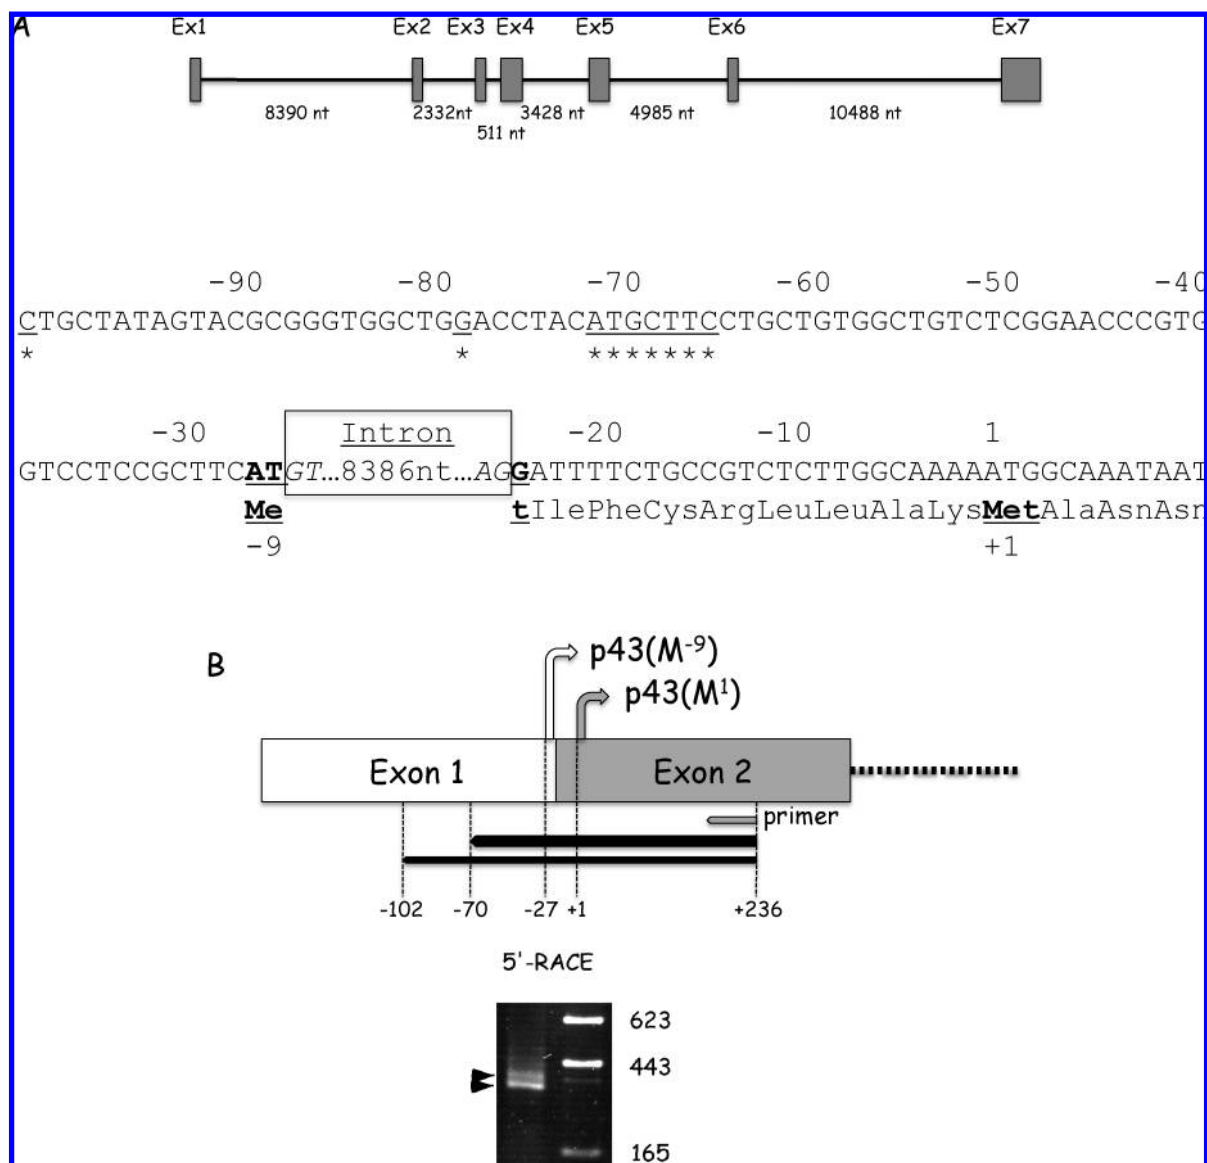 A
Ex1 Ex2 Ex3 Ex4 Ex5 Ex6 Ex7
8390 nt 2332nt 3428 nt 4985 nt 10488 nt
511 nt
-90 -80 -70 -60 -50 -40
CTGCTATAGTACGCGGGTGGCTGGACCTACATGCTTCCTGCTGTGGCTGTCTCGGAACCCGTG
* * *******
-30 Intron -20 -10 1
GTCCTCCGCTTCATGT...8386nt...AGGATTTTCTGCCGTCTCTTGGCAAAAATGGCAAATAAT
Me tIlePheCysArgLeuLeuAlaLysMetAlaAsnAsn
-9 +1
B
p43(M-9)
p43(M1)
Exon 1 Exon 2
primer
-102 -70 -27 +1 +236
5'-RACE
623
443
165